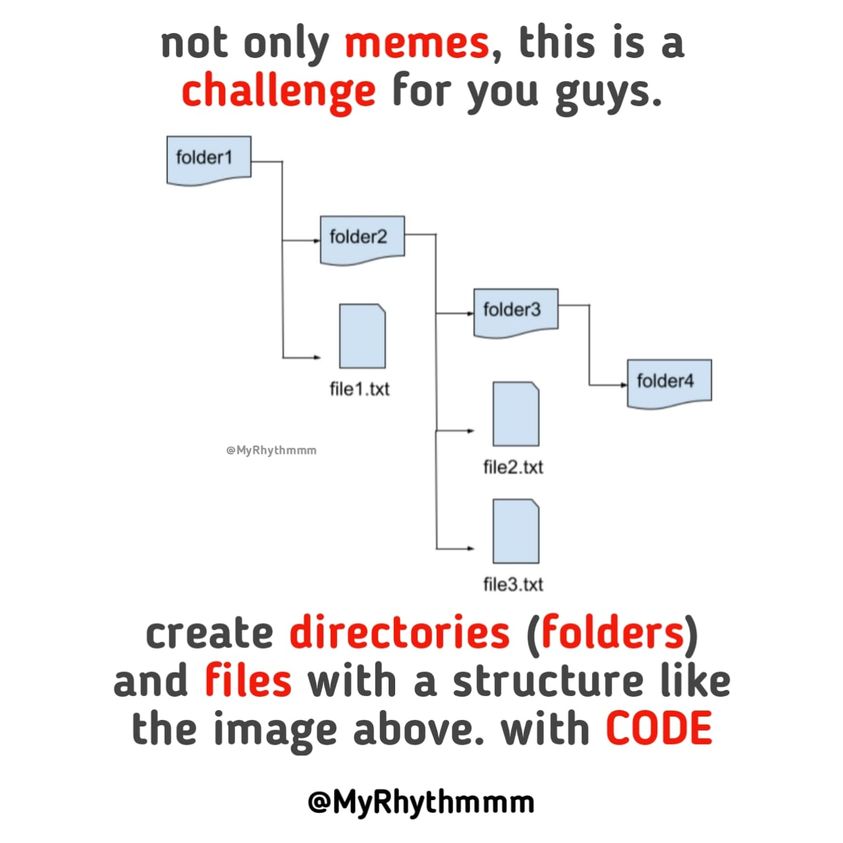 not only memes, this is a
challenge for you guys.
folder1
folder2
folder3
file1.txt
folder4
@MyRhythmmm
file2.txt
file3.txt
create directories (folders)
and files with a structure like
the image above. with CODE
@MyRhythmmm